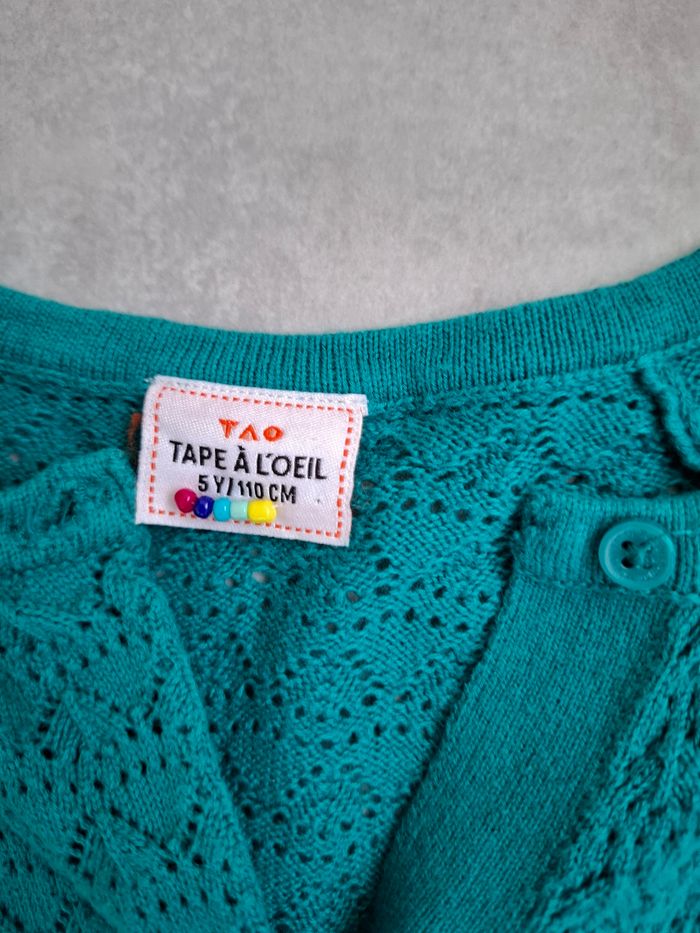 TAO
TAPE À L'OEIL
5 Y/110 CM